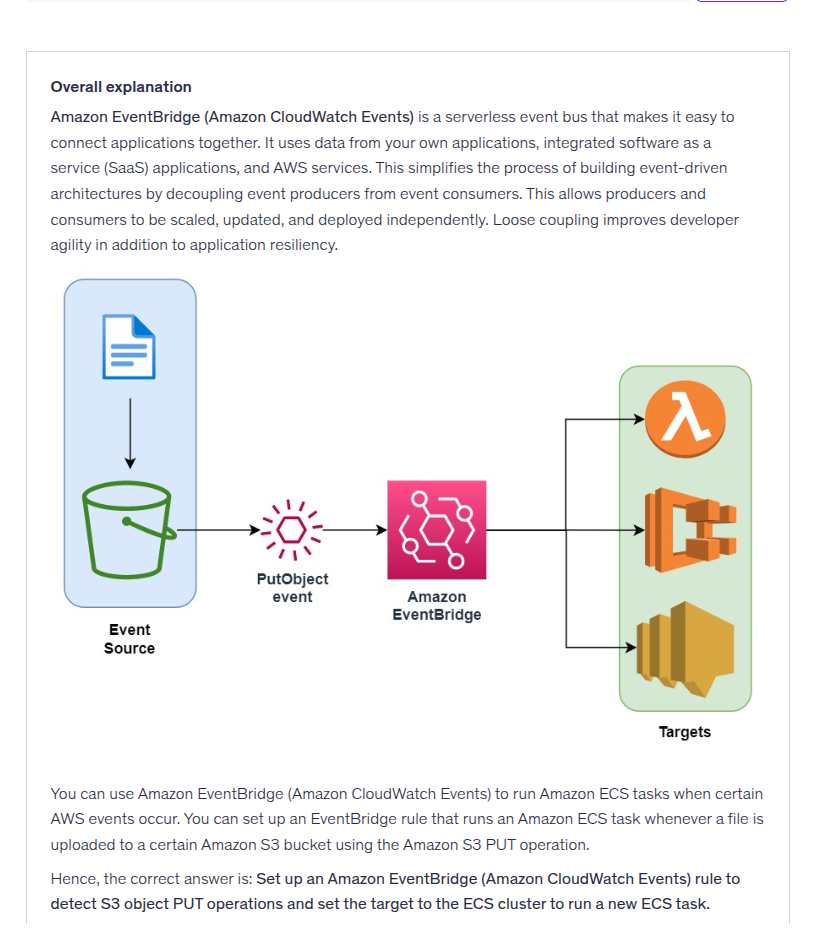 Overall explanation
Amazon EventBridge (Amazon CloudWatch Events) is a serverless event bus that makes it easy to
connect applications together. It uses data from your own applications, integrated software as a
service (SaaS) applications, and AWS services. This simplifies the process of building event-driven
architectures by decoupling event producers from event consumers. This allows producers and
consumers to be scaled, updated, and deployed independently. Loose coupling improves developer
agility in addition to application resiliency.
PutObject
event
Amazon
EventBridge
Event
Source
Targets
You can use Amazon EventBridge (Amazon CloudWatch Events) to run Amazon ECS tasks when certain
AWS events occur. You can set up an EventBridge rule that runs an Amazon ECS task whenever a file is
uploaded to a certain Amazon S3 bucket using the Amazon S3 PUT operation.
Hence, the correct answer is: Set up an Amazon EventBridge (Amazon CloudWatch Events) rule to
detect S3 object PUT operations and set the target to the ECS cluster to run a new ECS task.